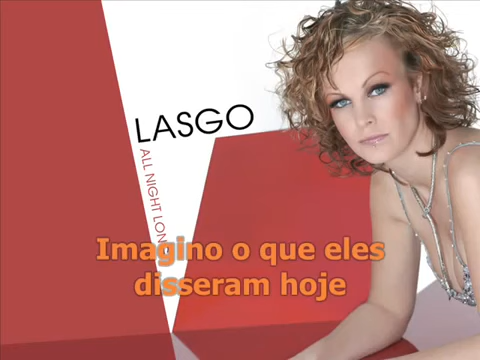 LASGO
ALL NIGHT LON
Imagino o que eles
disseram hoje